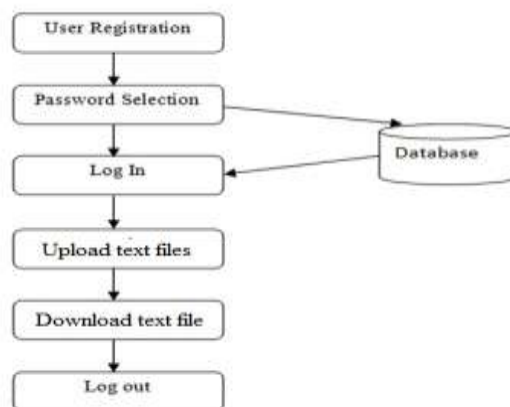 User Registration
Password Selection
Database
Log In
Upload text files
Download text file
Log out